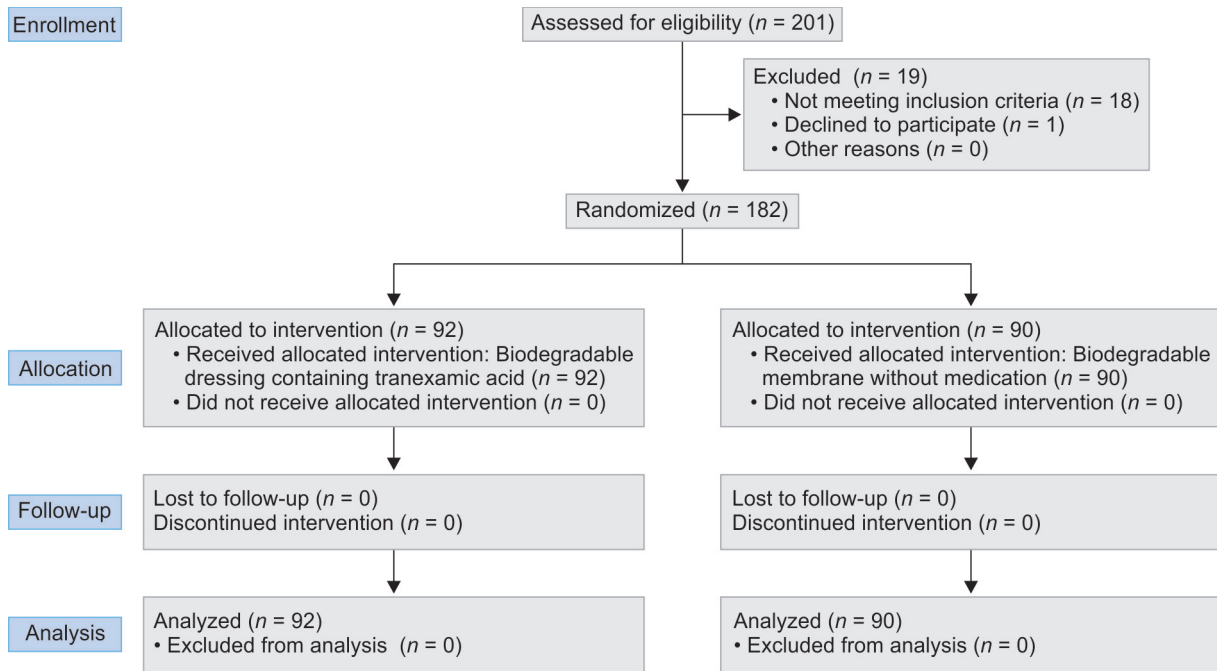 Enrollment
Assessed for eligibility (n = 201)
Excluded (n = 19)
• Not meeting inclusion criteria (n = 18)
• Declined to participate (n = 1)
• Other reasons (n = 0)
Randomized (n = 182)
Allocation
Allocated to intervention (n = 92)
• Received allocated intervention: Biodegradable
dressing containing tranexamic acid (n = 92)
• Did not receive allocated intervention (n = 0)
Allocated to intervention (n = 90)
• Received allocated intervention: Biodegradable
membrane without medication (n = 90)
• Did not receive allocated intervention (n = 0)
Follow-up
Lost to follow-up (n = 0)
Discontinued intervention (n = 0)
Lost to follow-up (n = 0)
Discontinued intervention (n = 0)
Analysis
Analyzed (n = 92)
• Excluded from analysis (n = 0)
Analyzed (n = 90)
• Excluded from analysis (n = 0)